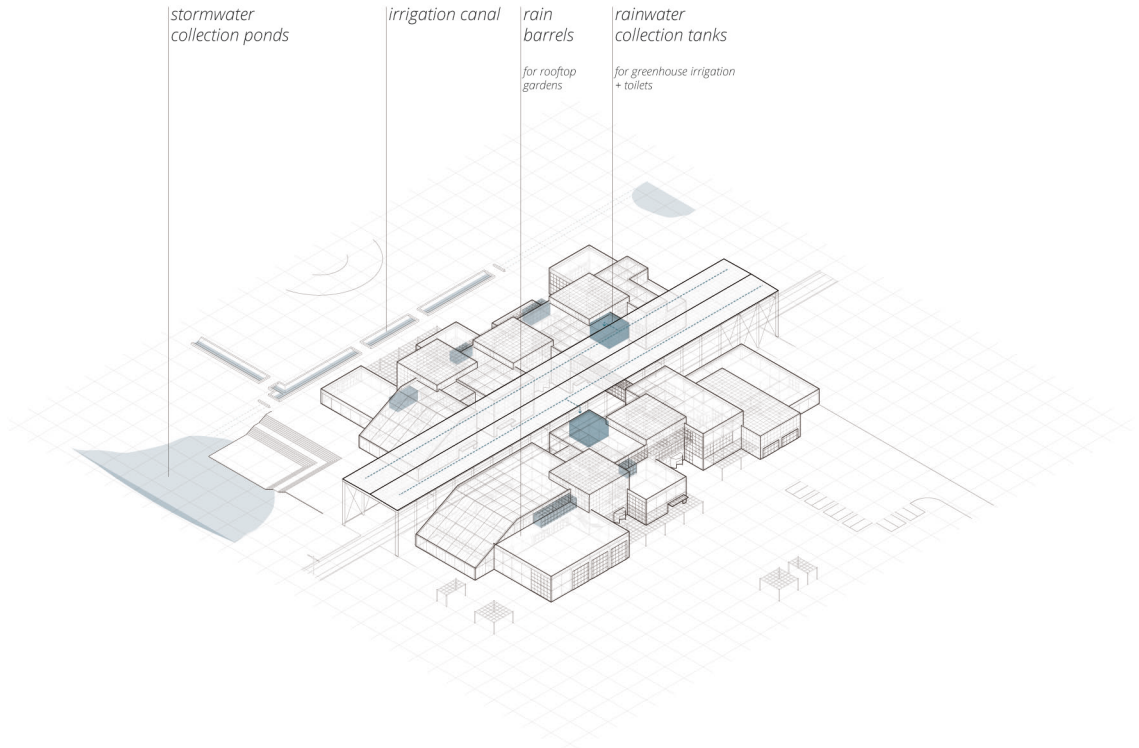 stormwater
collection ponds
irrigation canal
rain
barrels
for rooftop
gardens
rainwater
collection tanks
for greenhouse irrigation
+ toilets